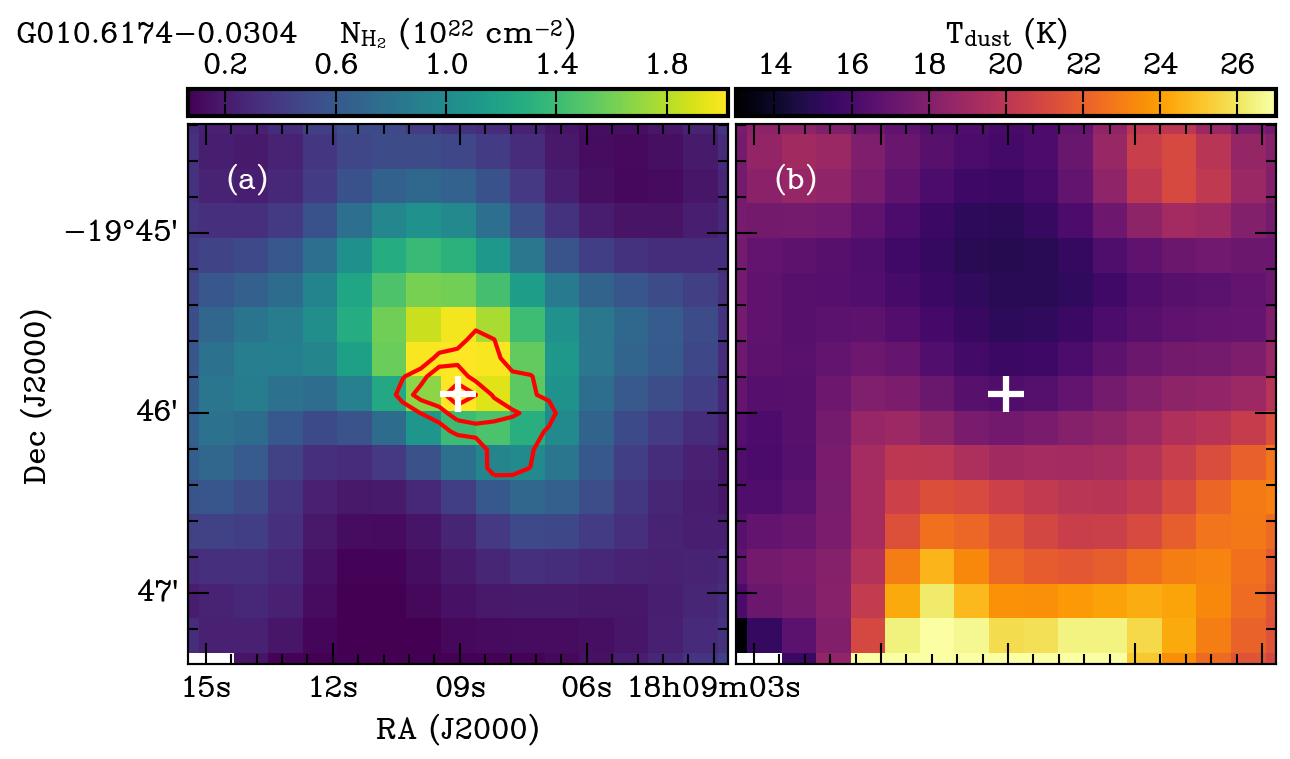 G010.6174−0.0304 N_H₂ (10²² cm⁻²) T_dust (K)
0.2 0.6 1.0 1.4 1.8 14 16 18 20 22 24 26
(a) (b)
−19°45'
46'
47'
Dec (J2000)
15s 12s 09s 06s 18h09m03s
RA (J2000)